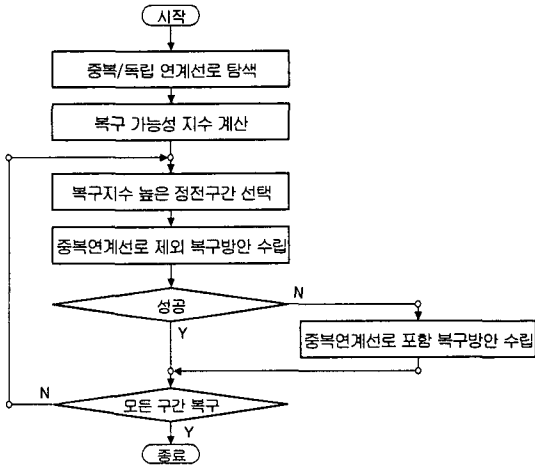 시작
중복/독립 연계선로 탐색
복구 가능성 지수 계산
복구지수 높은 정전구간 선택
중복연계선로 제외 복구방안 수립
성공
N
Y
중복연계선로 포함 복구방안 수립
모든 구간 복구
N
Y
종료